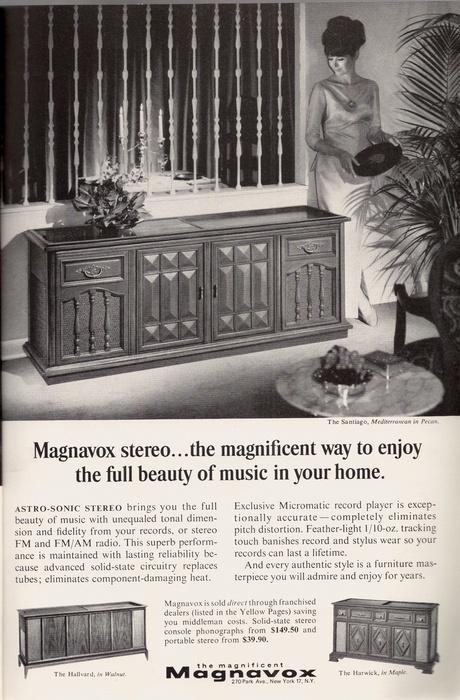 The Santiago, Mediterranean in Pecan.
Magnavox stereo...the magnificent way to enjoy
the full beauty of music in your home.
ASTRO-SONIC STEREO brings you the full
beauty of music with unequaled tonal dimen-
sion and fidelity from your records, or stereo
FM and FM/AM radio. This superb perform-
ance is maintained with lasting reliability be-
cause advanced solid-state circuitry replaces
tubes; eliminates component-damaging heat.
Exclusive Micromatic record player is excep-
tionally accurate—completely eliminates
pitch distortion. Feather-light 1/10-oz. tracking
touch banishes record and stylus wear so your
records can last a lifetime.
And every authentic style is a furniture mas-
terpiece you will admire and enjoy for years.
The Hallvard, in Walnut.
Magnavox is sold direct through franchised
dealers (listed in the Yellow Pages) saving
you middleman costs. Solid-state stereo
console phonographs from $149.50 and
portable stereo from $39.90.
the magnificent
Magnavox
270 Park Ave., New York 17, N.Y.
The Harwick, in Maple.